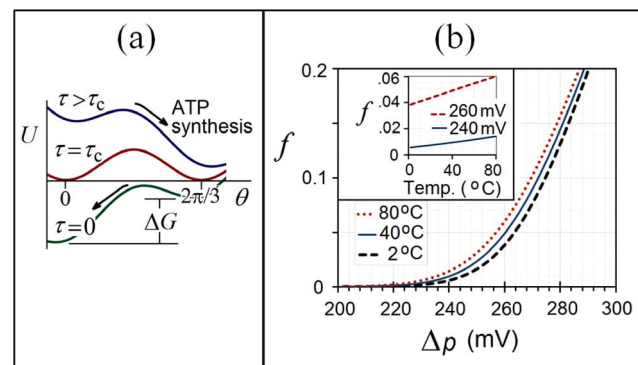 (a)
τ>τc
ATP
synthesis
U
τ=τc
0
2π/3
θ
τ=0
ΔG
(b)
0.2
f
0.1
0
.06
.04
f
.02
0
260 mV
240 mV
0
40
80
Temp. (°C)
80°C
40°C
2°C
200
220
240
260
280
300
Δp (mV)